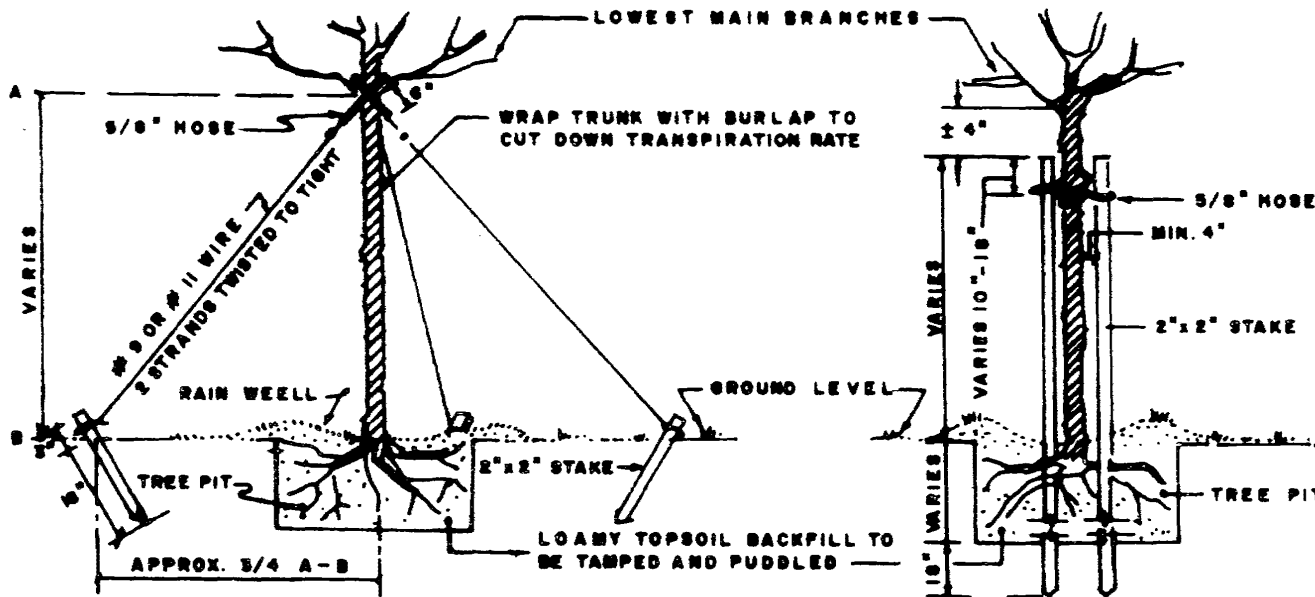 LOWEST MAIN BRANCHES
A
6"
5/8" HOSE
WRAP TRUNK WITH BURLAP TO
CUT DOWN TRANSPIRATION RATE
± 4"
5/8" HOSE
MIN. 4"
VARIES
# 9 OR # 11 WIRE
2 STRANDS TWISTED TO TIGHT
VARIES
VARIES 10"-18"
2"x 2" STAKE
RAIN WEELL
GROUND LEVEL
B
18"
TREE PIT
2"x 2" STAKE
VARIES
TREE PIT
LOAMY TOPSOIL BACKFILL TO
BE TAMPED AND PUDDLED
APPROX. 3/4 A-B
18"